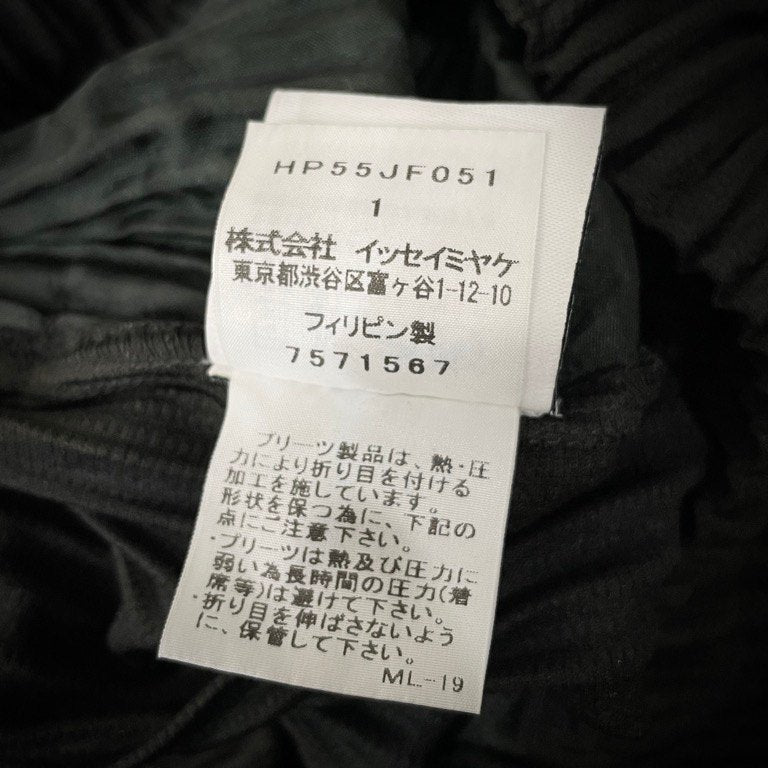 HP55JF051
1
株式会社 イッセイミヤケ
東京都渋谷区富ヶ谷1-12-10
フィリピン製
7571567
プリーツ製品は、熱・圧
力により折り目を付ける
加工を施しています。
形状を保つ為に、下記の
点にご注意下さい。
・プリーツは熱及び圧力に
弱い為長時間の圧力(着
席等)は避けて下さい。
・折り目を伸ばさないよう
に、保管して下さい。
ML-19